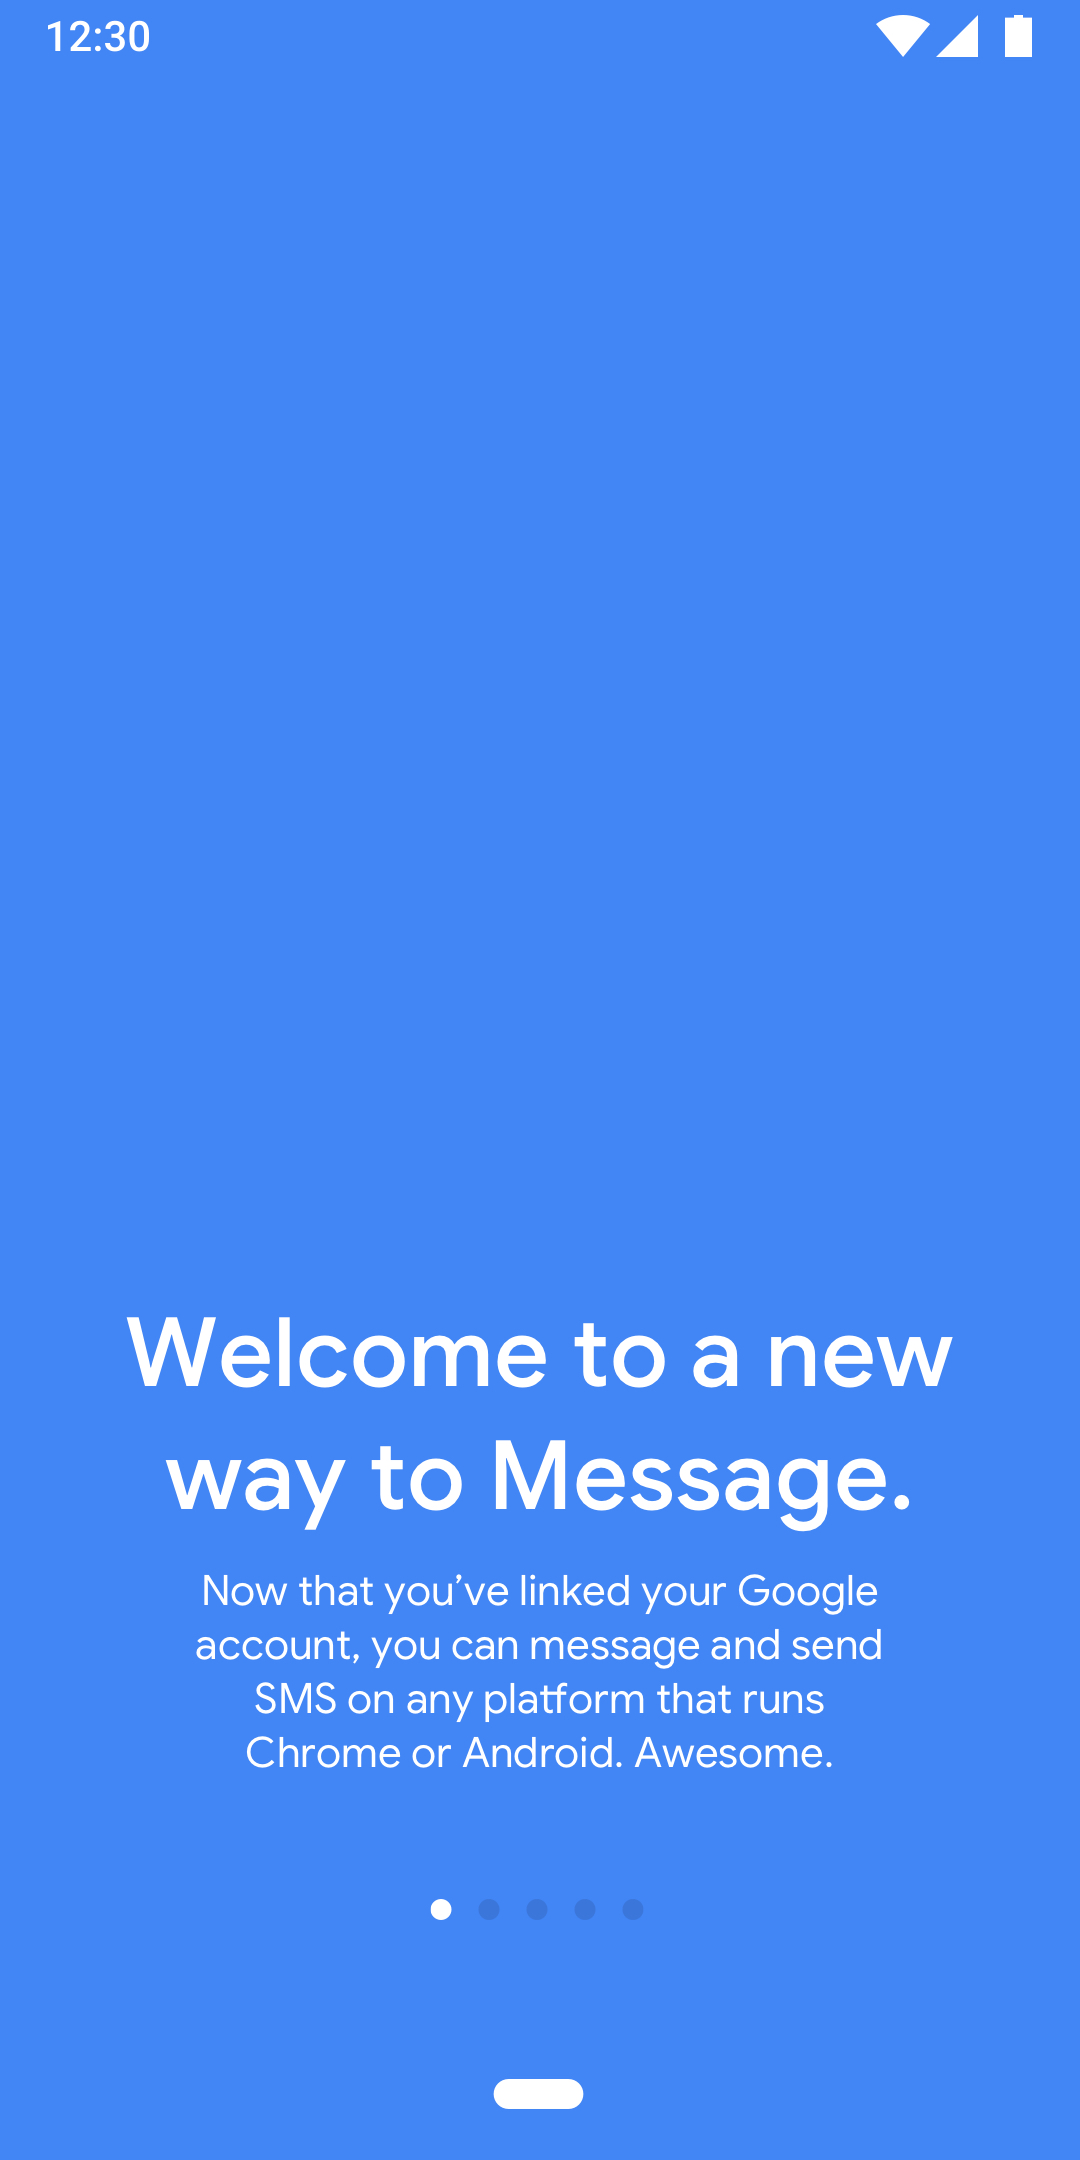 12:30
Welcome to a new
way to Message.
Now that you’ve linked your Google
account, you can message and send
SMS on any platform that runs
Chrome or Android. Awesome.